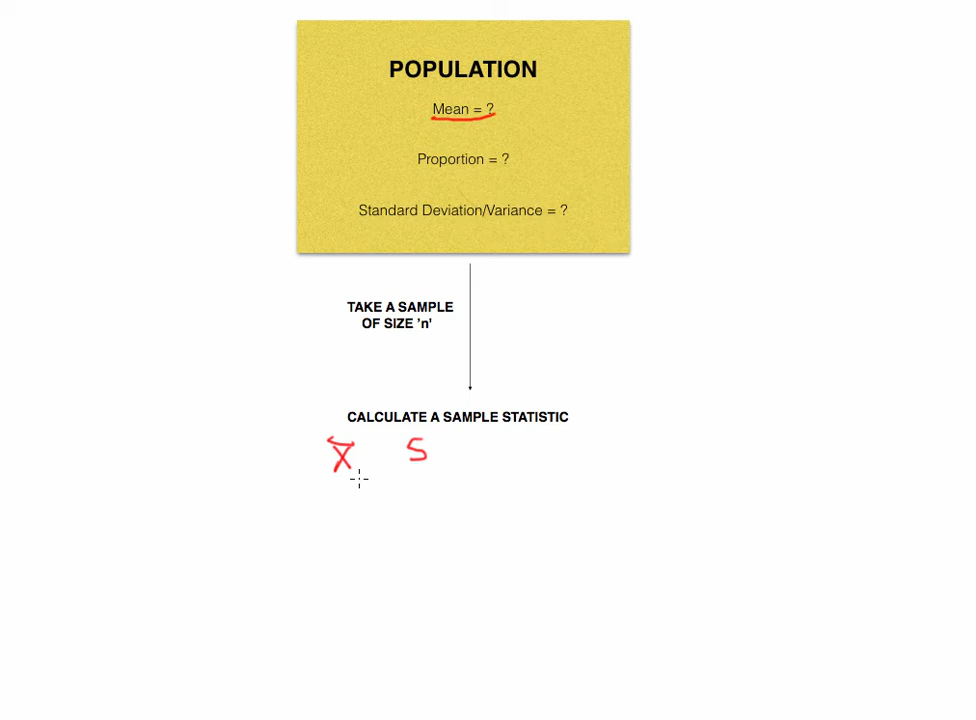 POPULATION
Mean = ?
Proportion = ?
Standard Deviation/Variance = ?
TAKE A SAMPLE
OF SIZE 'n'
CALCULATE A SAMPLE STATISTIC
x̄ S